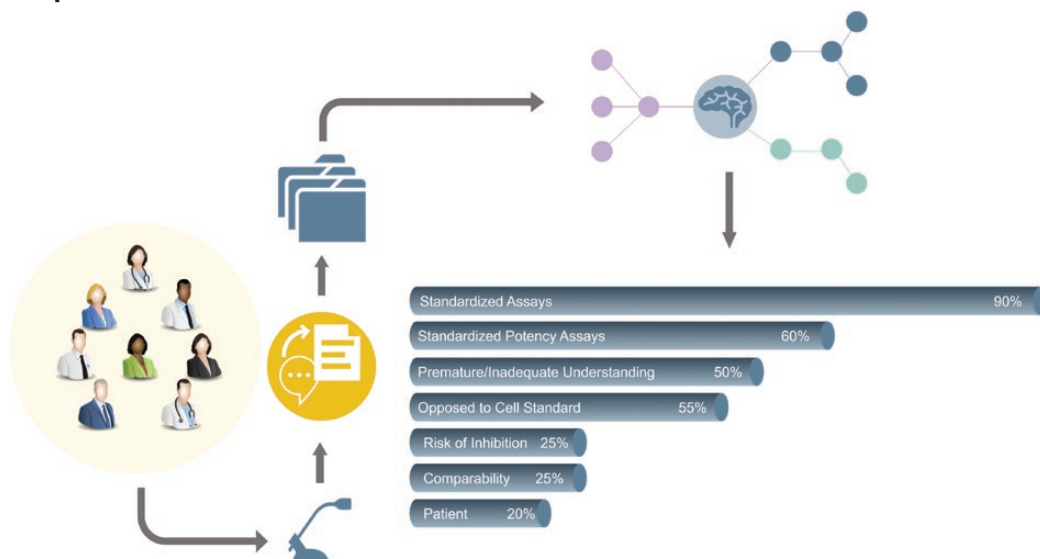 Standardized Assays 90%
Standardized Potency Assays 60%
Premature/Inadequate Understanding 50%
Opposed to Cell Standard 55%
Risk of Inhibition 25%
Comparability 25%
Patient 20%